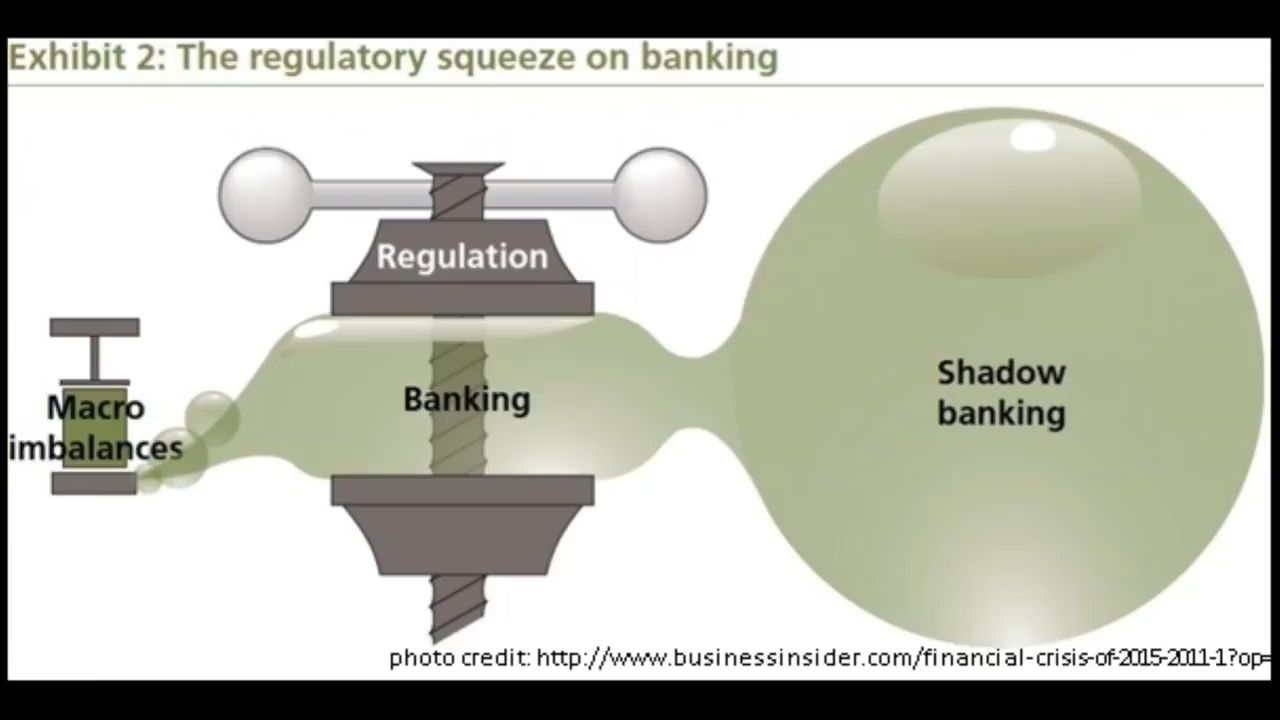 Exhibit 2: The regulatory squeeze on banking
Regulation
Macro
imbalances
Banking
Shadow
banking
photo credit: http://www.businessinsider.com/financial-crisis-of-2015-2011-1?op=